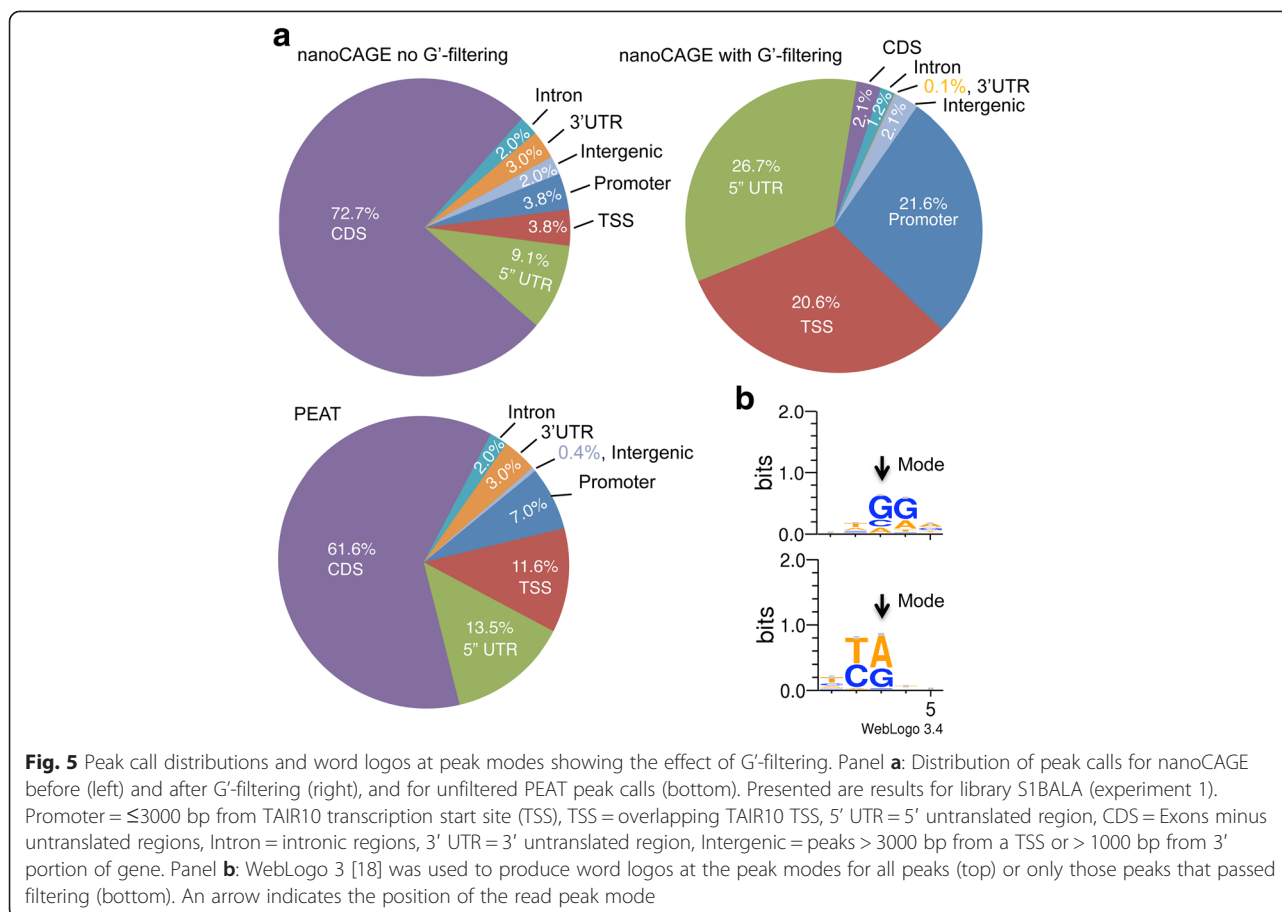 a
nanoCAGE no G'-filtering
Intron
2.0%
3'UTR
3.0%
Intergenic
2.0%
Promoter
3.8%
TSS
3.8%
9.1%
5" UTR
72.7%
CDS
nanoCAGE with G'-filtering
CDS
2.1%
Intron
1.2%
0.1%, 3'UTR
Intergenic
2.1%
26.7%
5" UTR
21.6%
Promoter
20.6%
TSS
PEAT
Intron
2.0%
3'UTR
3.0%
0.4%, Intergenic
Promoter
7.0%
61.6%
CDS
11.6%
TSS
13.5%
5" UTR
b
2.0
1.0
0.0
bits
Mode
GG
C A
5
2.0
1.0
0.0
bits
Mode
TA
CG
5
WebLogo 3.4
Fig. 5 Peak call distributions and word logos at peak modes showing the effect of G'-filtering. Panel a: Distribution of peak calls for nanoCAGE
before (left) and after G'-filtering (right), and for unfiltered PEAT peak calls (bottom). Presented are results for library S1BALA (experiment 1).
Promoter = ≤3000 bp from TAIR10 transcription start site (TSS), TSS = overlapping TAIR10 TSS, 5′ UTR = 5′ untranslated region, CDS = Exons minus
untranslated regions, Intron = intronic regions, 3′ UTR = 3′ untranslated region, Intergenic = peaks > 3000 bp from a TSS or > 1000 bp from 3′
portion of gene. Panel b: WebLogo 3 [18] was used to produce word logos at the peak modes for all peaks (top) or only those peaks that passed
filtering (bottom). An arrow indicates the position of the read peak mode